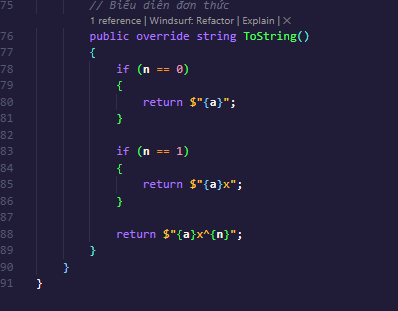 75 // Biểu diễn đơn thức
1 reference | Windsurf: Refactor | Explain | ×
76 public override string ToString()
77 {
78 if (n == 0)
79 {
80 return $"{a}";
81 }
82
83 if (n == 1)
84 {
85 return $"{a}x";
86 }
87
88 return $"{a}x^{n}";
89 }
90 }
91 }